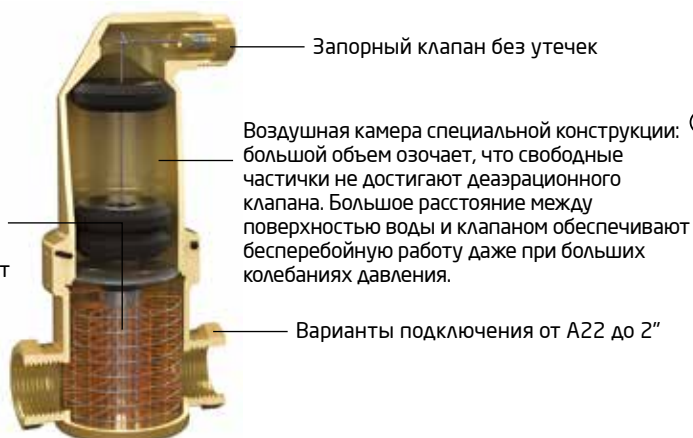 Запорный клапан без утечек
Воздушная камера специальной конструкции:
большой объем озочает, что свободные
частички не достигают деаэрационного
клапана. Большое расстояние между
поверхностью воды и клапаном обеспечивают
бесперебойную работу даже при больших
колебаниях давления.
т
Варианты подключения от А22 до 2"